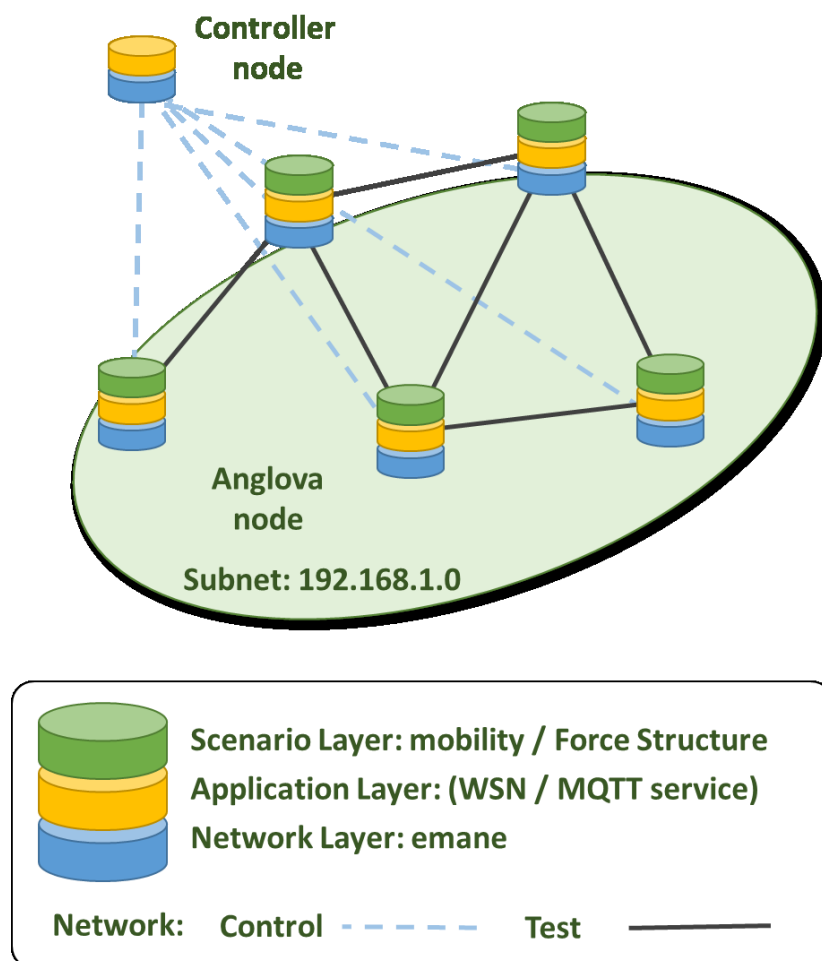 Controller
node
Anglova
node
Subnet: 192.168.1.0
Scenario Layer: mobility / Force Structure
Application Layer: (WSN / MQTT service)
Network Layer: emane
Network: Control Test